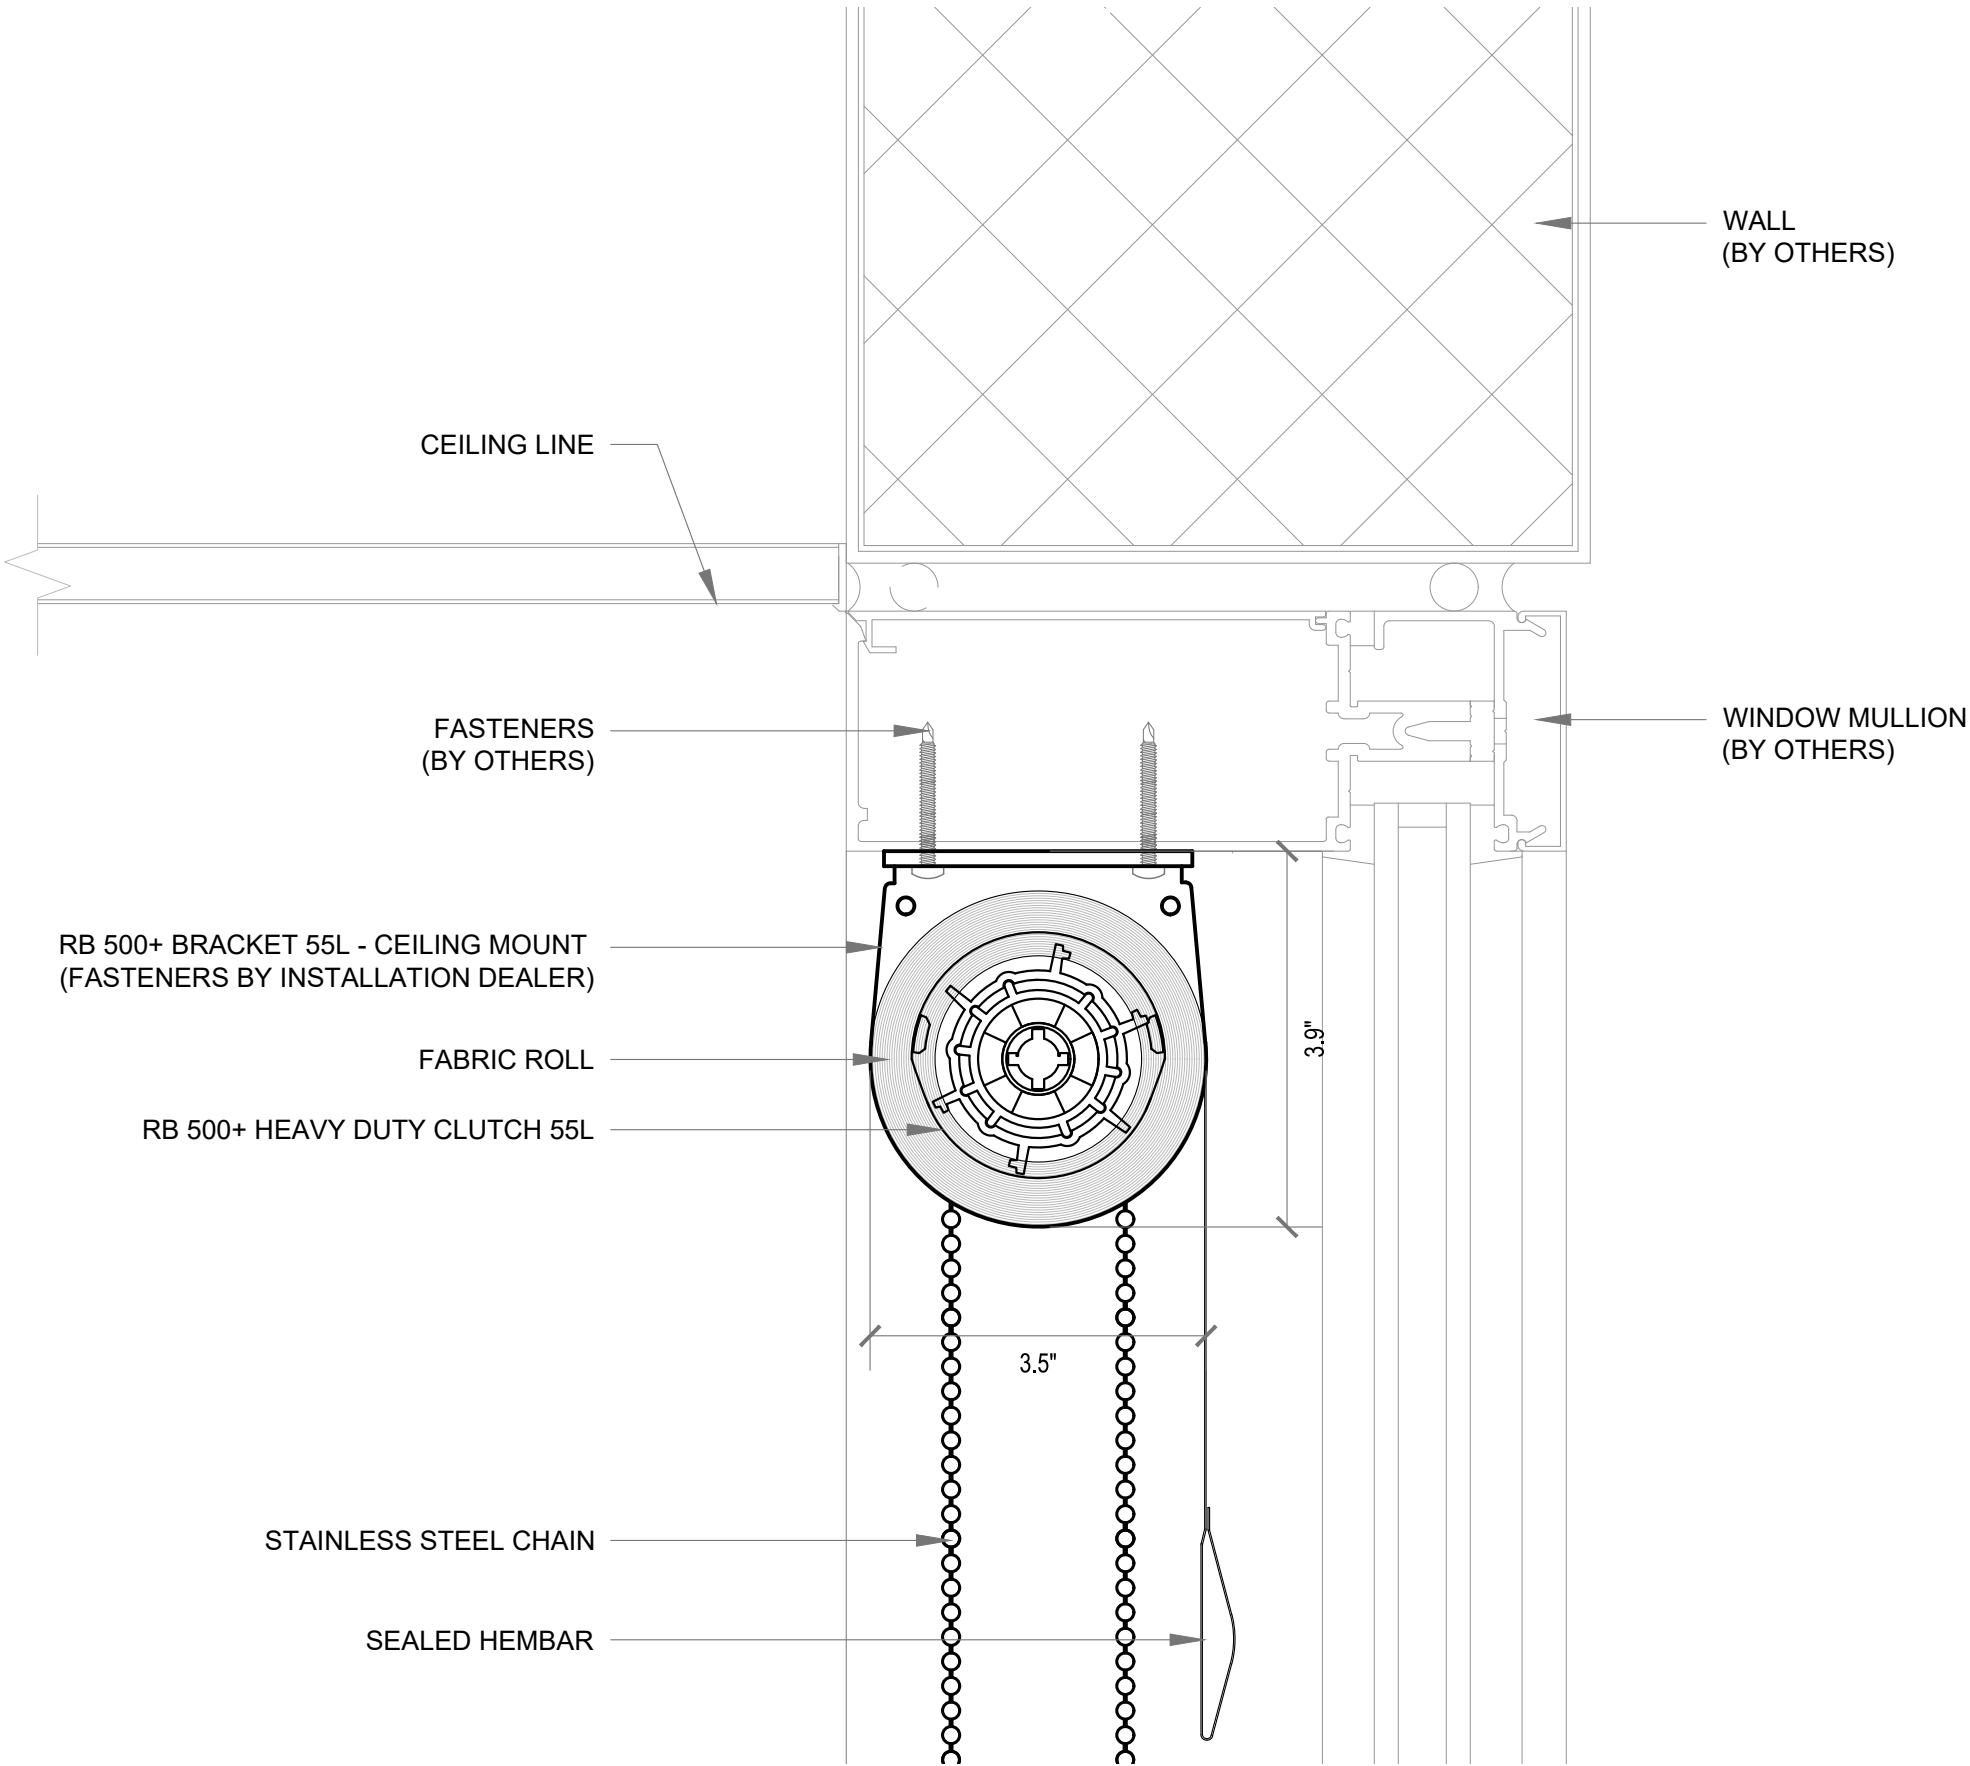 WALL
(BY OTHERS)
CEILING LINE
FASTENERS
(BY OTHERS)
WINDOW MULLION
(BY OTHERS)
RB 500+ BRACKET 55L - CEILING MOUNT
(FASTENERS BY INSTALLATION DEALER)
3.9"
FABRIC ROLL
RB 500+ HEAVY DUTY CLUTCH 55L
3.5"
STAINLESS STEEL CHAIN
SEALED HEMBAR